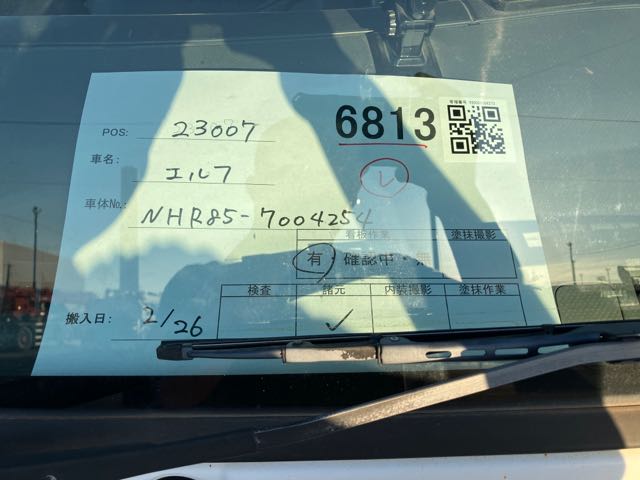 6813
POS: 23007
車名: エルフ
レ
車体No.: NHR85-7004254
看板作業 塗抹撮影
有・確認中・無
検査 諸元 内装撮影 塗抹作業
搬入日: 2/26 ✓